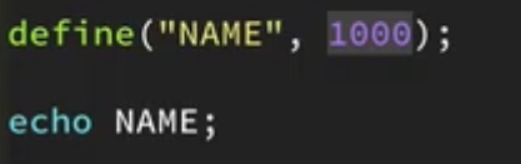 define("NAME", 1000);
echo NAME;